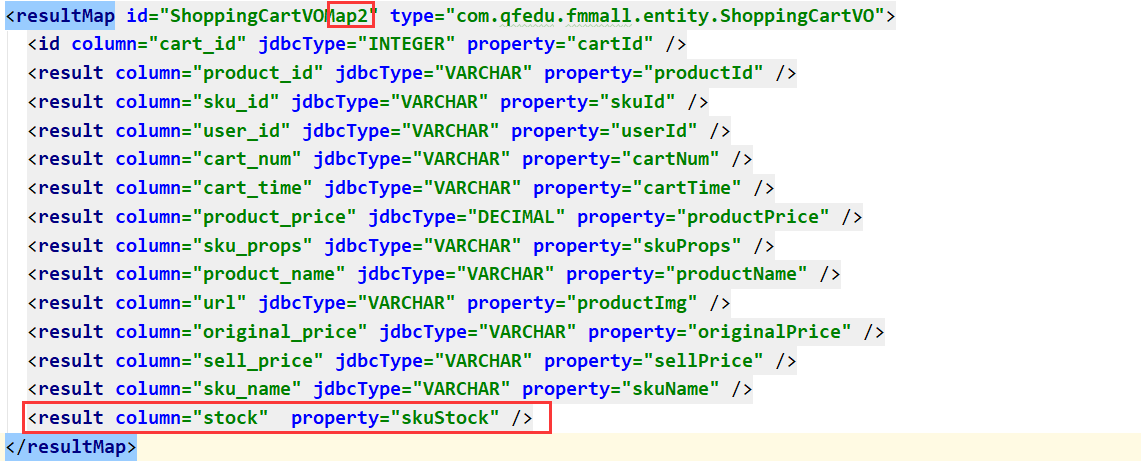 <resultMap id="ShoppingCartVOMap2" type="com.qfedu.fmmall.entity.ShoppingCartVO">
<id column="cart_id" jdbcType="INTEGER" property="cartId" />
<result column="product_id" jdbcType="VARCHAR" property="productId" />
<result column="sku_id" jdbcType="VARCHAR" property="skuId" />
<result column="user_id" jdbcType="VARCHAR" property="userId" />
<result column="cart_num" jdbcType="VARCHAR" property="cartNum" />
<result column="cart_time" jdbcType="VARCHAR" property="cartTime" />
<result column="product_price" jdbcType="DECIMAL" property="productPrice" />
<result column="sku_props" jdbcType="VARCHAR" property="skuProps" />
<result column="product_name" jdbcType="VARCHAR" property="productName" />
<result column="url" jdbcType="VARCHAR" property="productImg" />
<result column="original_price" jdbcType="VARCHAR" property="originalPrice" />
<result column="sell_price" jdbcType="VARCHAR" property="sellPrice" />
<result column="sku_name" jdbcType="VARCHAR" property="skuName" />
<result column="stock"  property="skuStock" />
</resultMap>